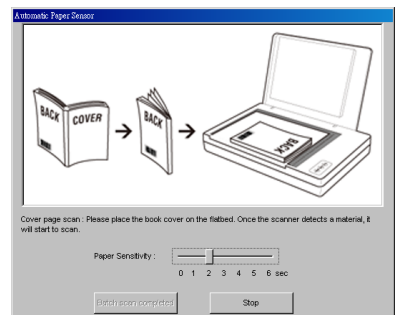 Automatic Paper Sensor
BACK COVER
BACK
BACK
Cover page scan : Please place the book cover on the flatbed. Once the scanner detects a material, it
will start to scan.
Paper Sensitivity :
0 1 2 3 4 5 6 sec
Batch scan completed Stop